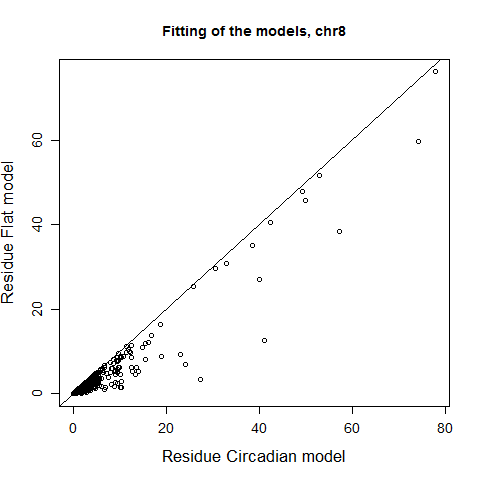 Fitting of the models, chr8
Residue Flat model
60
40
20
0
0 20 40 60 80
Residue Circadian model